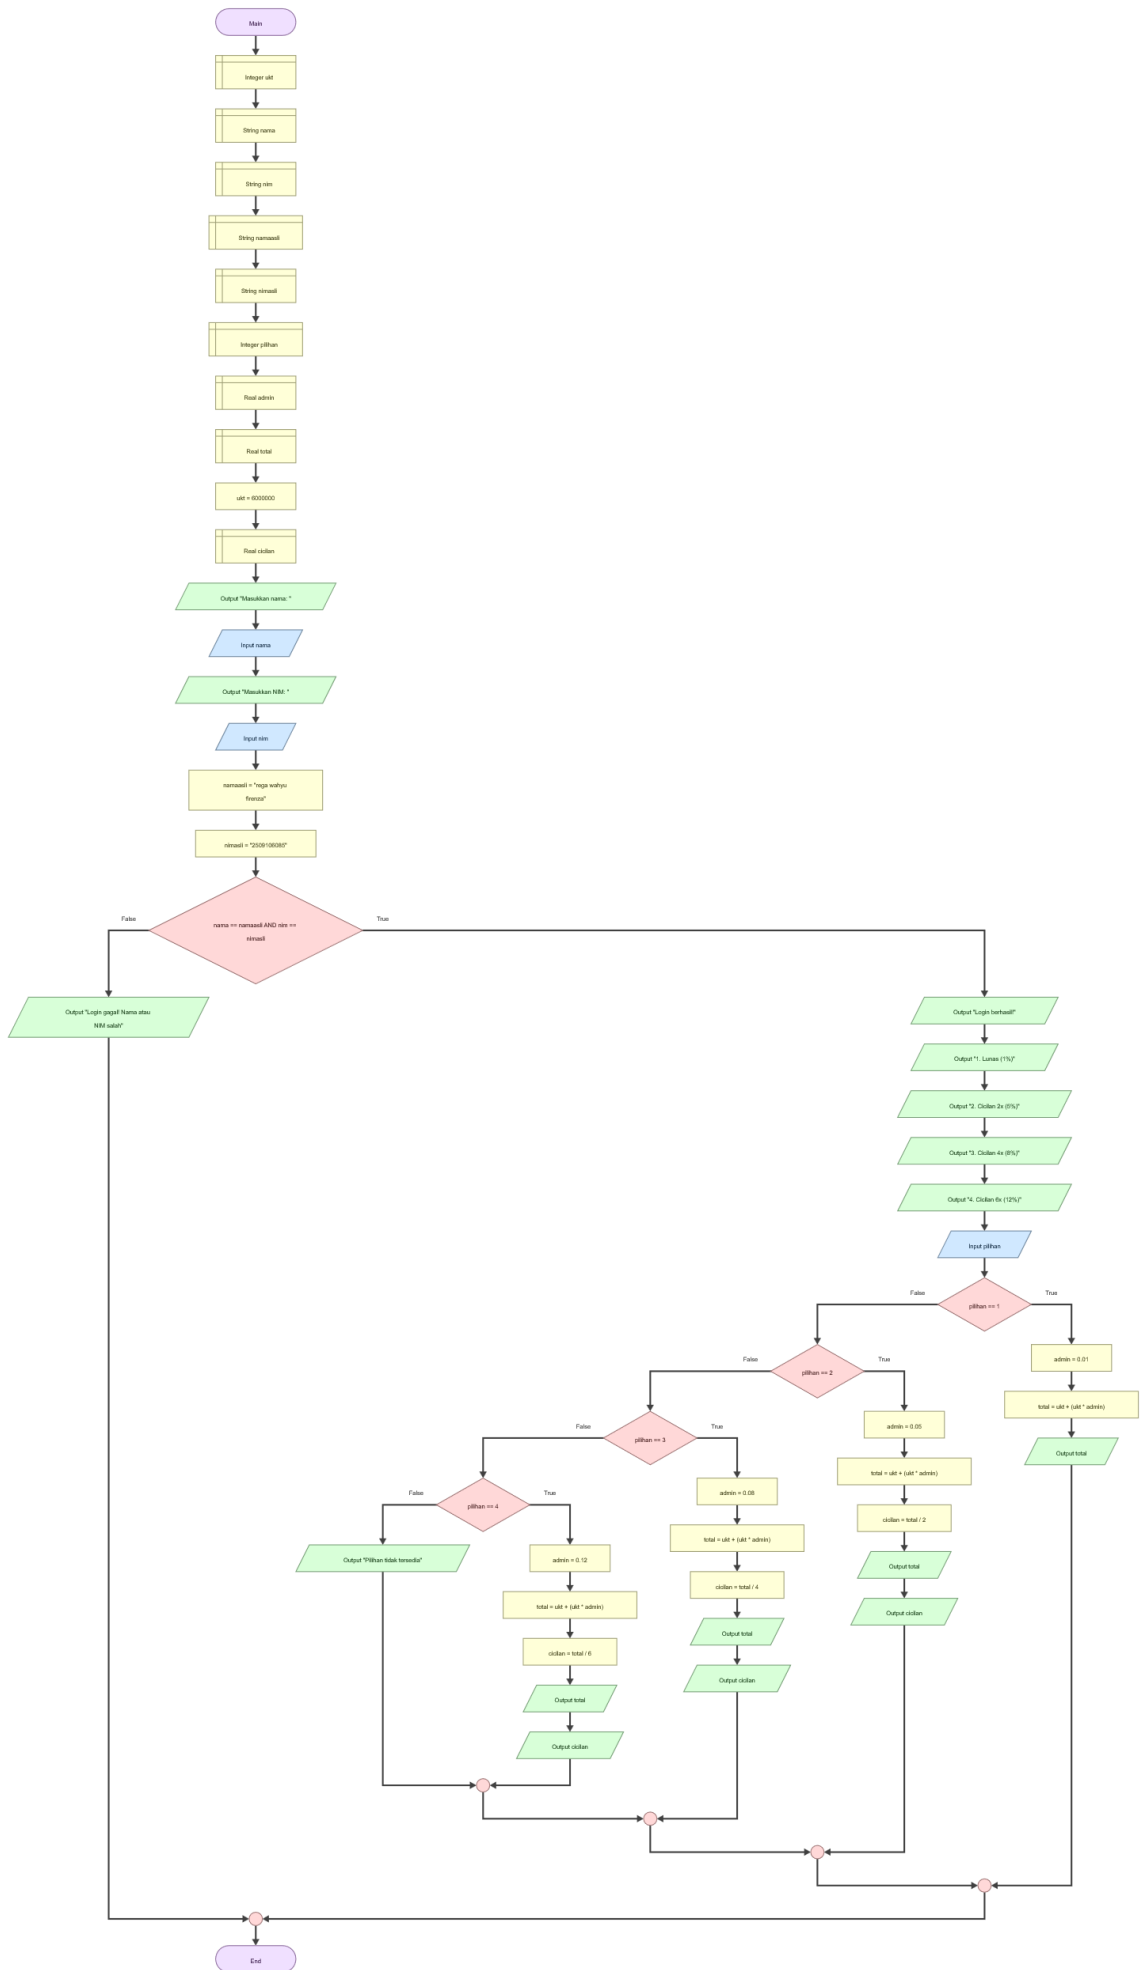 Main
Integer ukt
String nama
String nim
String namaasli
String nimasli
Integer pilihan
Real admin
Real total
ukt = 6000000
Real cicilan
Output "Masukkan nama: "
Input nama
Output "Masukkan NIM: "
Input nim
namaasli = "rega wahyu
firenza"
nimasli = "2509106085"
False
True
nama == namaasli AND nim ==
nimasli
Output "Login gagal! Nama atau
NIM salah"
Output "Login berhasil!"
Output "1. Lunas (1%)"
Output "2. Cicilan 2x (5%)"
Output "3. Cicilan 4x (8%)"
Output "4. Cicilan 6x (12%)"
Input pilihan
False
True
pilihan == 1
admin = 0.01
total = ukt + (ukt * admin)
Output total
False
True
pilihan == 2
admin = 0.05
total = ukt + (ukt * admin)
cicilan = total / 2
Output total
Output cicilan
False
True
pilihan == 3
admin = 0.08
total = ukt + (ukt * admin)
cicilan = total / 4
Output total
Output cicilan
False
True
pilihan == 4
Output "Pilihan tidak tersedia"
admin = 0.12
total = ukt + (ukt * admin)
cicilan = total / 6
Output total
Output cicilan
End